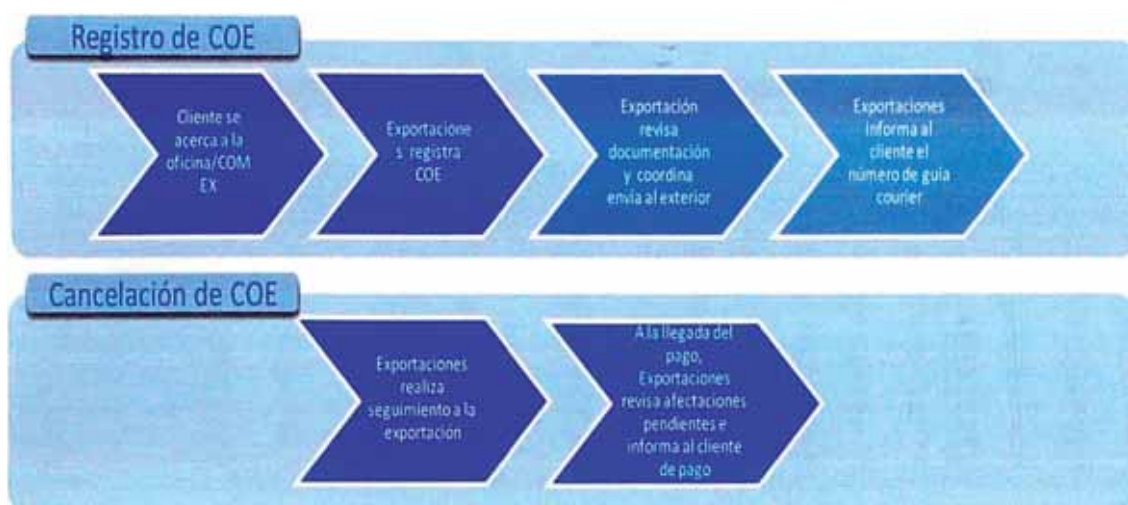 Registro de COE
Cliente se
acerca a la
oficina/COM
EX
Exportacione
s registra
COE
Exportación
revisa
documentación
y coordina
envía al exterior
Exportaciones
informa al
cliente el
número de guía
courier
Cancelación de COE
Exportaciones
realiza
seguimiento a la
exportación
A la llegada del
pago,
Exportaciones
revisa afectaciones
pendientes e
informa al cliente
de pago